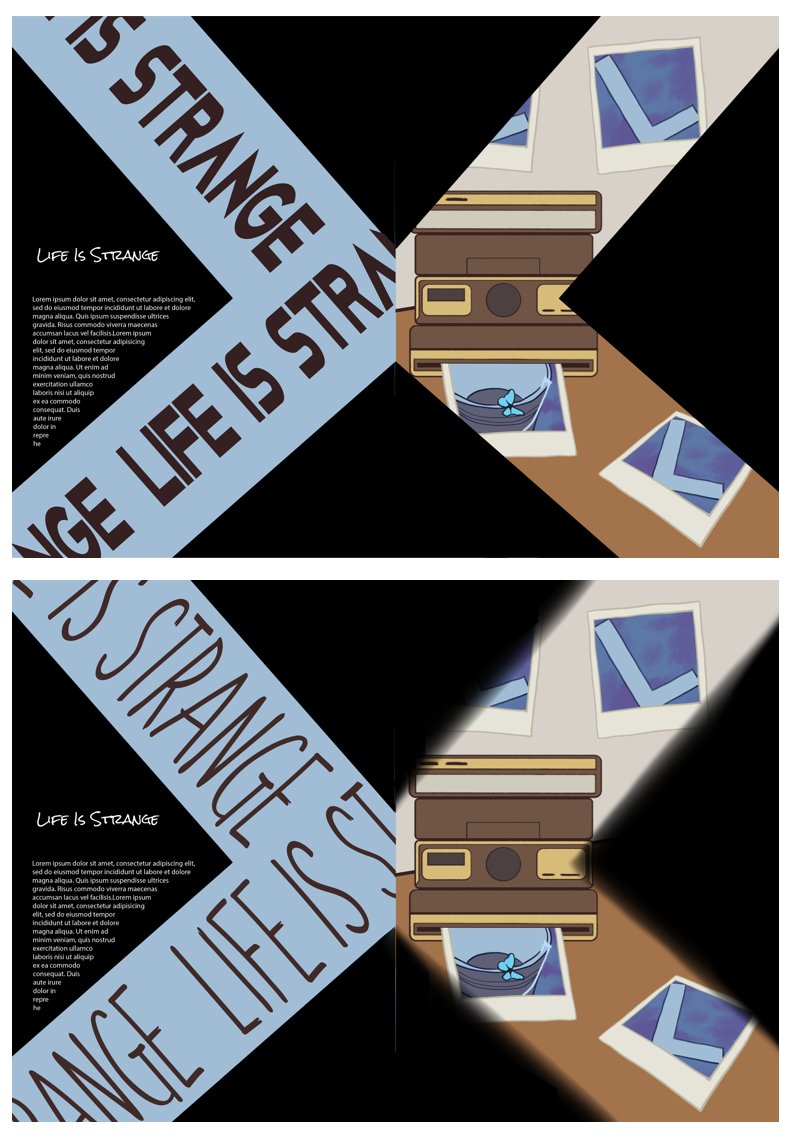 IS STRANGE
STRA
LIFE IS
NGE
Life Is Strange
Lorem ipsum dolor sit amet, consectetur adipiscing elit,
sed do eiusmod tempor incididunt ut labore et dolore
magna aliqua. Quis ipsum suspendisse ultrices
gravida. Risus commodo viverra maecenas
accumsan lacus vel facilisis.Lorem ipsum
dolor sit amet, consectetur adipisicing
elit, sed do eiusmod tempor
incididunt ut labore et dolore
magna aliqua. Ut enim ad
minim veniam, quis nostrud
exercitation ullamco
laboris nisi ut aliquip
ex ea commodo
consequat. Duis
aute irure
dolor in
repre
he
L
L
IS STRANGE
LIFE IS ST
RANGE
Life Is Strange
Lorem ipsum dolor sit amet, consectetur adipiscing elit,
sed do eiusmod tempor incididunt ut labore et dolore
magna aliqua. Quis ipsum suspendisse ultrices
gravida. Risus commodo viverra maecenas
accumsan lacus vel facilisis.Lorem ipsum
dolor sit amet, consectetur adipisicing
elit, sed do eiusmod tempor
incididunt ut labore et dolore
magna aliqua. Ut enim ad
minim veniam, quis nostrud
exercitation ullamco
laboris nisi ut aliquip
ex ea commodo
consequat. Duis
aute irure
dolor in
repre
he
L
L